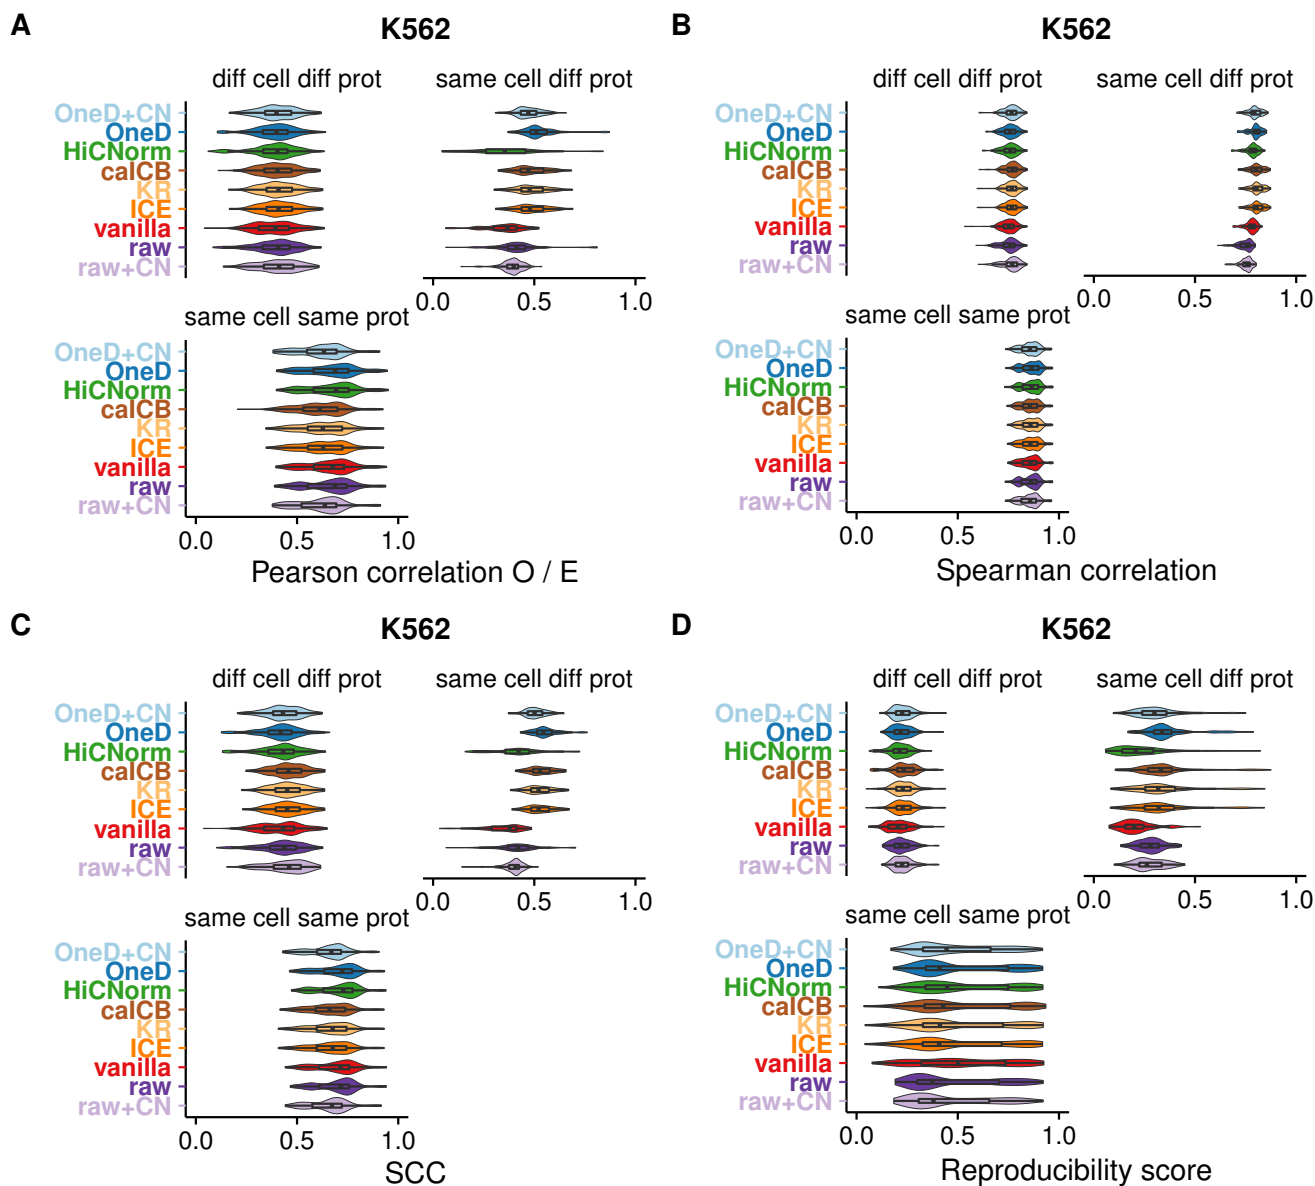 A
K562
diff cell diff prot
same cell diff prot
OneD+CN
OneD
HiCNorm
calCB
KR
ICE
vanilla
raw
raw+CN
0.0 0.5 1.0
same cell same prot
OneD+CN
OneD
HiCNorm
calCB
KR
ICE
vanilla
raw
raw+CN
0.0 0.5 1.0
Pearson correlation O / E
B
K562
diff cell diff prot
same cell diff prot
OneD+CN
OneD
HiCNorm
calCB
KR
ICE
vanilla
raw
raw+CN
0.0 0.5 1.0
same cell same prot
OneD+CN
OneD
HiCNorm
calCB
KR
ICE
vanilla
raw
raw+CN
0.0 0.5 1.0
Spearman correlation
C
K562
diff cell diff prot
same cell diff prot
OneD+CN
OneD
HiCNorm
calCB
KR
ICE
vanilla
raw
raw+CN
0.0 0.5 1.0
same cell same prot
OneD+CN
OneD
HiCNorm
calCB
KR
ICE
vanilla
raw
raw+CN
0.0 0.5 1.0
SCC
D
K562
diff cell diff prot
same cell diff prot
OneD+CN
OneD
HiCNorm
calCB
KR
ICE
vanilla
raw
raw+CN
0.0 0.5 1.0
same cell same prot
OneD+CN
OneD
HiCNorm
calCB
KR
ICE
vanilla
raw
raw+CN
0.0 0.5 1.0
Reproducibility score